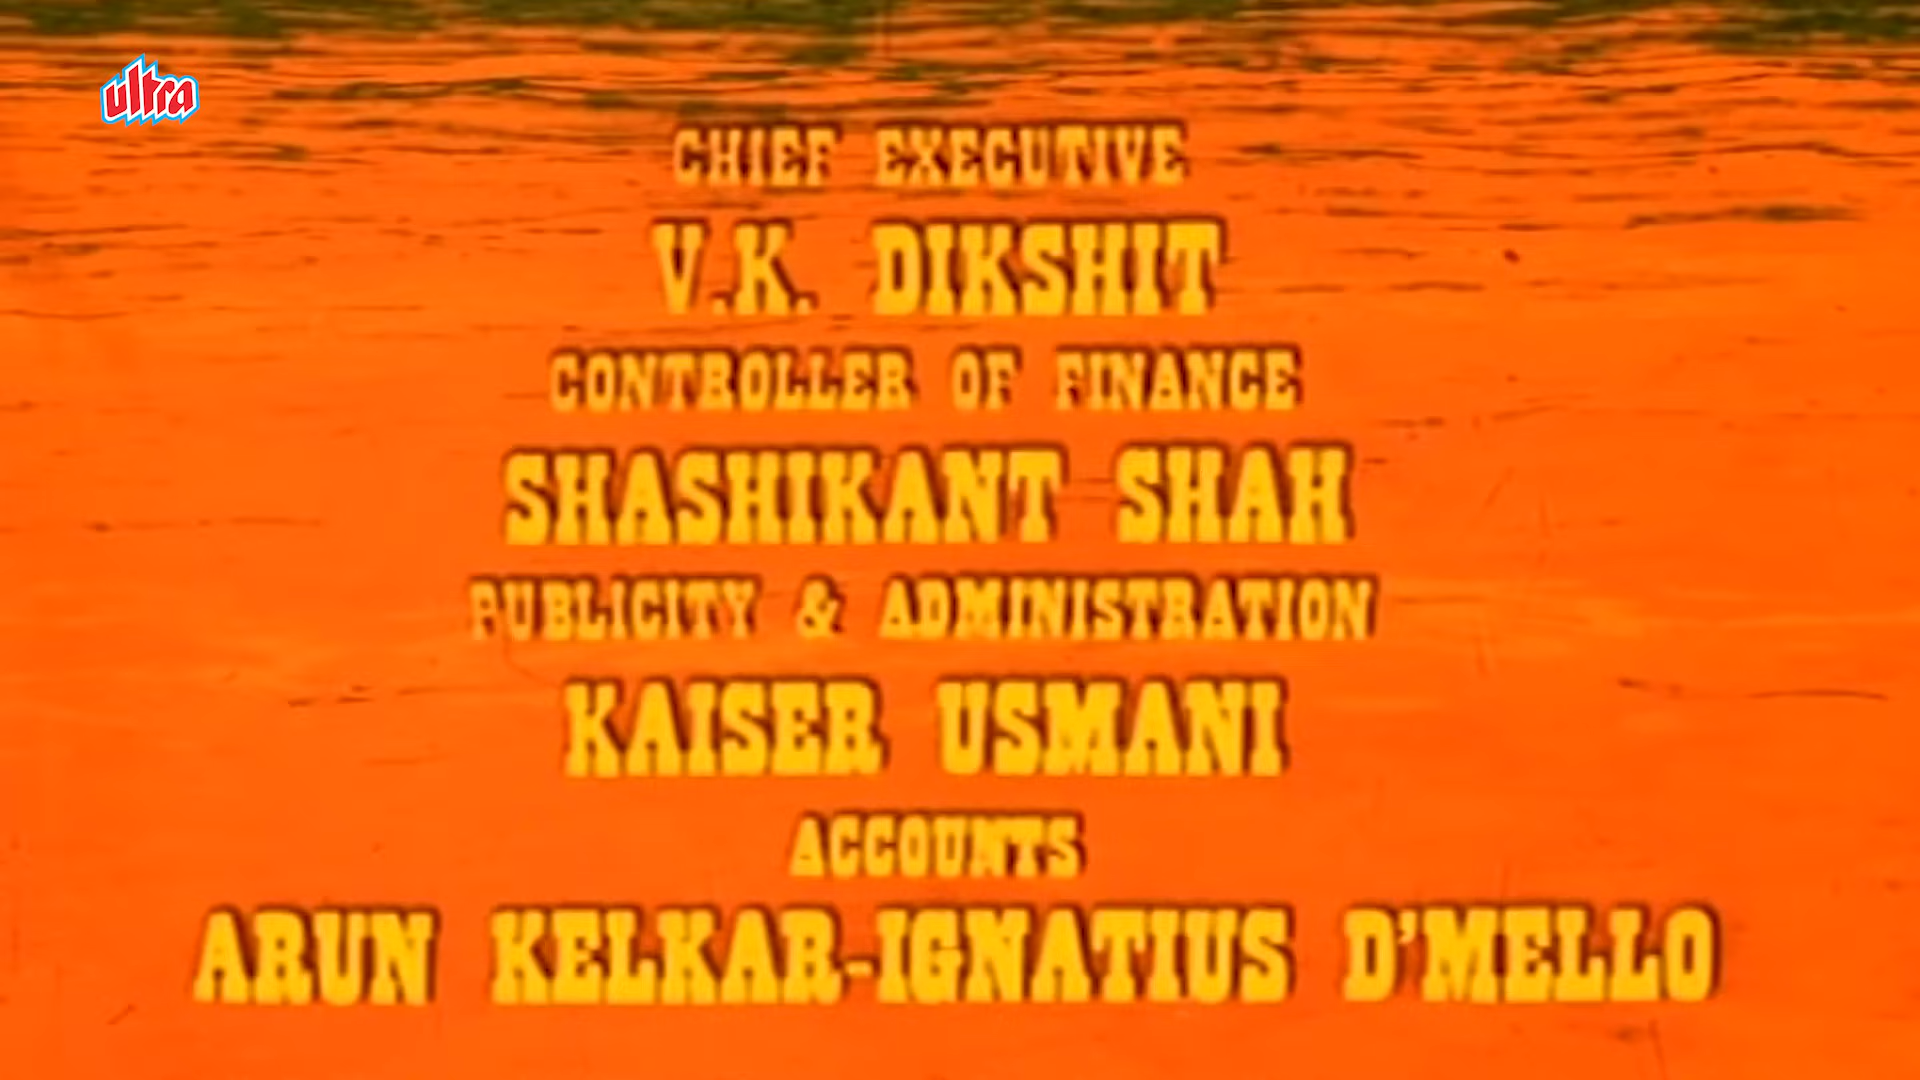 ultra
CHIEF EXECUTIVE
V.K. DIKSHIT
CONTROLLER OF FINANCE
SHASHIKANT SHAH
PUBLICITY & ADMINISTRATION
KAISER USMANI
ACCOUNTS
ARUN KELKAR-IGNATIUS D'MELLO